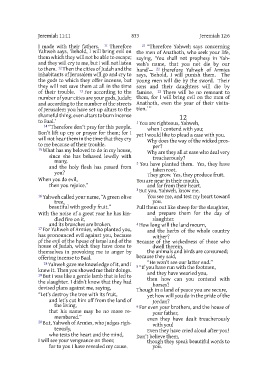 Jeremiah 11:11
833
Jeremiah 12:6
I made with their fathers. 11 Therefore
Yahweh says, 'Behold, I will bring evil on
them which they will not be able to escape;
and they will cry to me, but I will not listen
to them. 12 Then the cities of Judah and the
inhabitants of Jerusalem will go and cry to
the gods to which they offer incense, but
they will not save them at all in the time
of their trouble. 13 For according to the
number of your cities are your gods, Judah;
and according to the number of the streets
of Jerusalem you have set up altars to the
shameful thing, even altars to burn incense
to Baal.'
14 "Therefore don't pray for this people.
Don't lift up cry or prayer for them; for I
will not hear them in the time that they cry
to me because of their trouble.
15 What has my beloved to do in my house,
since she has behaved lewdly with
many,
and the holy flesh has passed from
you?
When you do evil,
then you rejoice."
16 Yahweh called your name, "A green olive
tree,
beautiful with goodly fruit."
With the noise of a great roar he has kin-
dled fire on it,
and its branches are broken.
17 For Yahweh of Armies, who planted you,
has pronounced evil against you, because
of the evil of the house of Israel and of the
house of Judah, which they have done to
themselves in provoking me to anger by
offering incense to Baal.
18 Yahweh gave me knowledge of it, and I
knew it. Then you showed me their doings.
19 But I was like a gentle lamb that is led to
the slaughter. I didn't know that they had
devised plans against me, saying,
"Let's destroy the tree with its fruit,
and let's cut him off from the land of
the living,
that his name may be no more re-
membered."
20 But, Yahweh of Armies, who judges right-
eously,
who tests the heart and the mind,
I will see your vengeance on them;
for to you I have revealed my cause.
21 "Therefore Yahweh says concerning
the men of Anathoth, who seek your life,
saying, 'You shall not prophesy in Yah-
weh's name, that you not die by our
hand'— 22 therefore Yahweh of Armies
says, 'Behold, I will punish them. The
young men will die by the sword. Their
sons and their daughters will die by
famine. 23 There will be no remnant to
them, for I will bring evil on the men of
Anathoth, even the year of their visita-
tion.'"
12
1 You are righteous, Yahweh,
when I contend with you;
yet I would like to plead a case with you.
Why does the way of the wicked pros-
per?
Why are they all at ease who deal very
treacherously?
2 You have planted them. Yes, they have
taken root.
They grow. Yes, they produce fruit.
You are near in their mouth,
and far from their heart.
3 But you, Yahweh, know me.
You see me, and test my heart toward
you.
Pull them out like sheep for the slaughter,
and prepare them for the day of
slaughter.
4 How long will the land mourn,
and the herbs of the whole country
wither?
Because of the wickedness of those who
dwell therein,
the animals and birds are consumed;
because they said,
"He won't see our latter end."
5 "If you have run with the footmen,
and they have wearied you,
then how can you contend with
horses?
Though in a land of peace you are secure,
yet how will you do in the pride of the
Jordan?
6 For even your brothers, and the house of
your father,
even they have dealt treacherously
with you!
Even they have cried aloud after you!
Don't believe them,
though they speak beautiful words to
you.